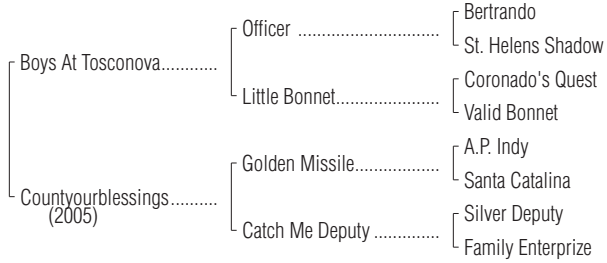 Bertrando
Officer ................................
St. Helens Shadow
Boys At Tosconova............
Coronado's Quest
Little Bonnet.......................
Valid Bonnet
A.P. Indy
Golden Missile...................
Santa Catalina
Countyourblessings..........
(2005)
Silver Deputy
Catch Me Deputy ..............
Family Enterprize